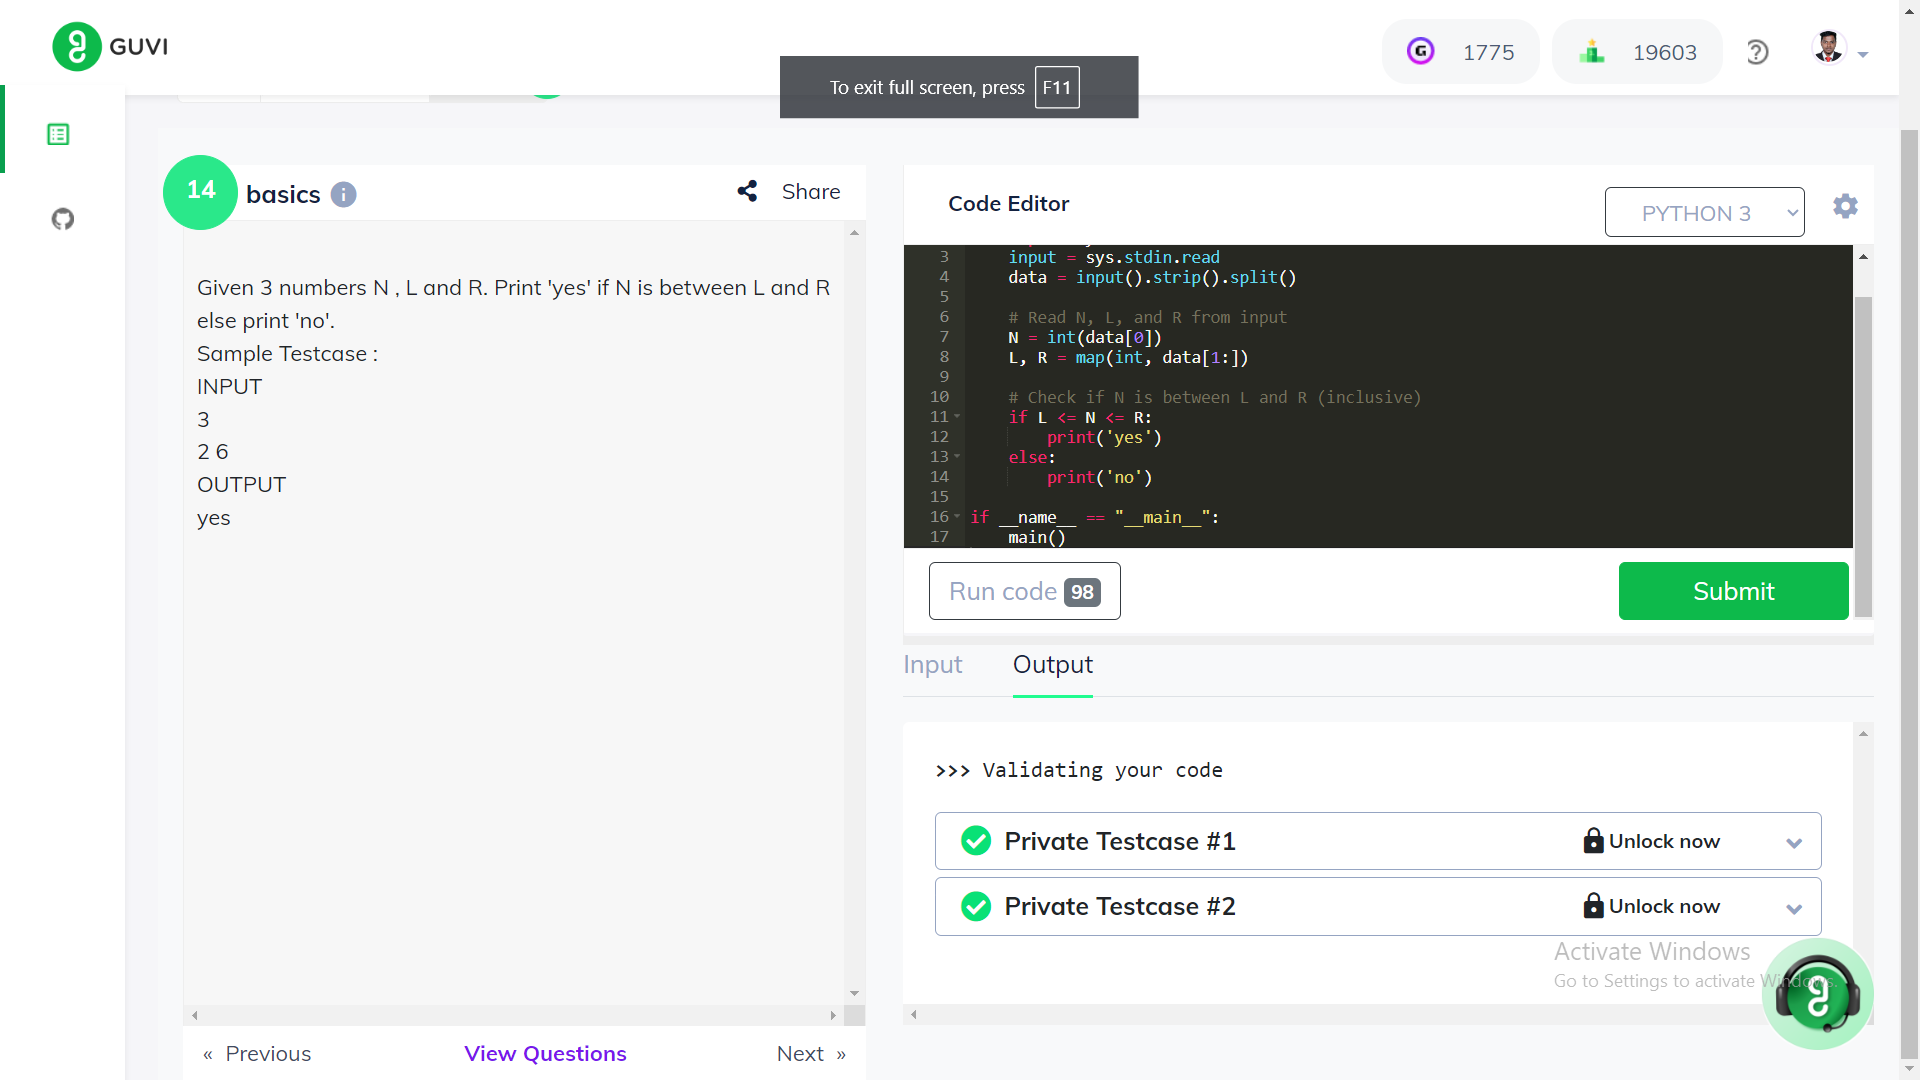 GUVI
1775
19603
To exit full screen, press F11
14
basics
Share
Given 3 numbers N , L and R. Print 'yes' if N is between L and R
else print 'no'.
Sample Testcase :
INPUT
3
2 6
OUTPUT
yes
« Previous
View Questions
Next »
Code Editor
PYTHON 3
3 input = sys.stdin.read
4 data = input().strip().split()
5
6 # Read N, L, and R from input
7 N = int(data[0])
8 L, R = map(int, data[1:])
9
10 # Check if N is between L and R (inclusive)
11 if L <= N <= R:
12 print('yes')
13 else:
14 print('no')
15
16 if __name__ == "__main__":
17 main()
Run code 98
Submit
Input
Output
>>> Validating your code
Private Testcase #1
Unlock now
Private Testcase #2
Unlock now
Activate Windows
Go to Settings to activate Windows.